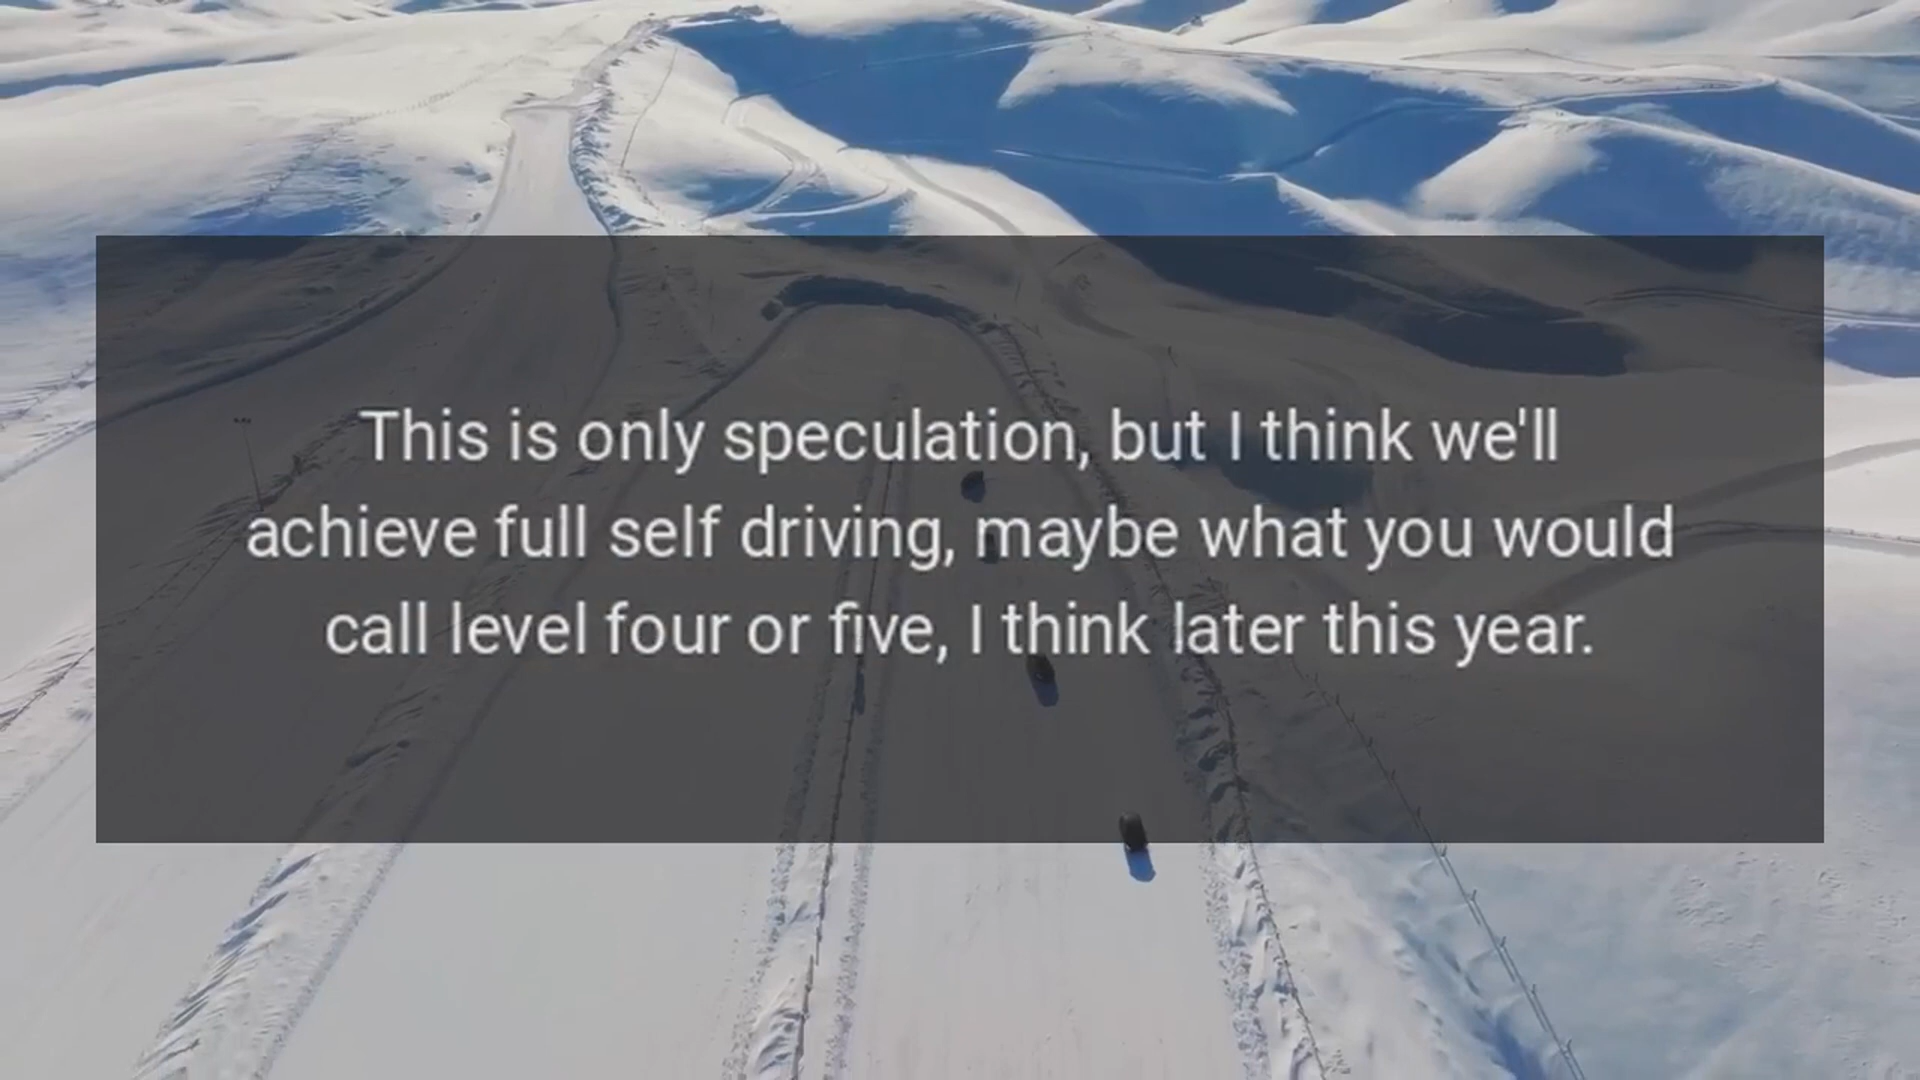 This is only speculation, but I think we'll
achieve full self driving, maybe what you would
call level four or five, I think later this year.